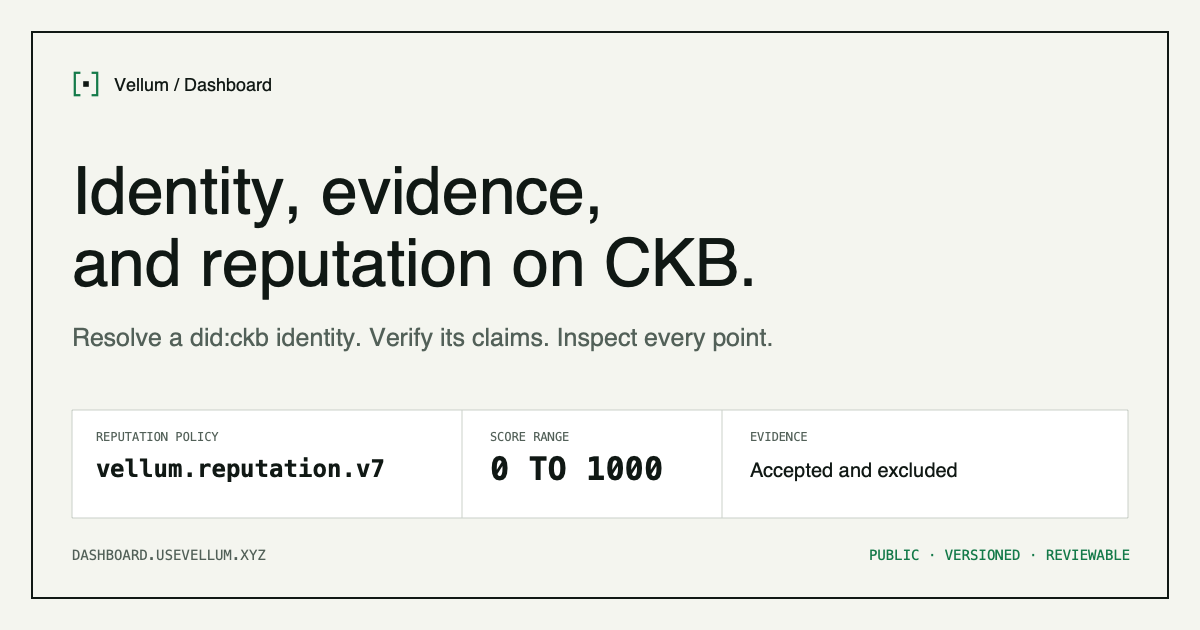 Vellum / Dashboard
Identity, evidence,
and reputation on CKB.
Resolve a did:ckb identity. Verify its claims. Inspect every point.
REPUTATION POLICY
vellum.reputation.v7
SCORE RANGE
0 TO 1000
EVIDENCE
Accepted and excluded
DASHBOARD.USEVELLUM.XYZ
PUBLIC · VERSIONED · REVIEWABLE